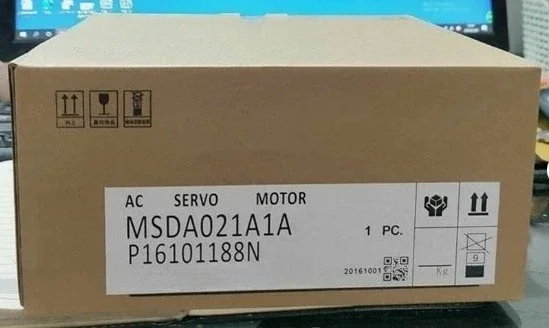 AC SERVO MOTOR
MSDA021A1A
P16101188N
1 PC.
20161001
Kg
9